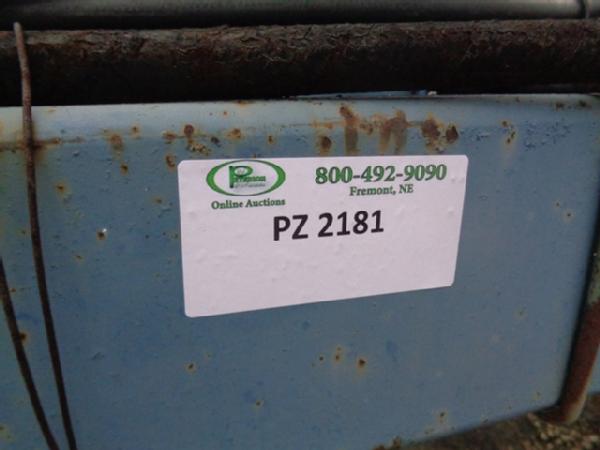 800-492-9090
Fremont, NE
Online Auctions
PZ 2181